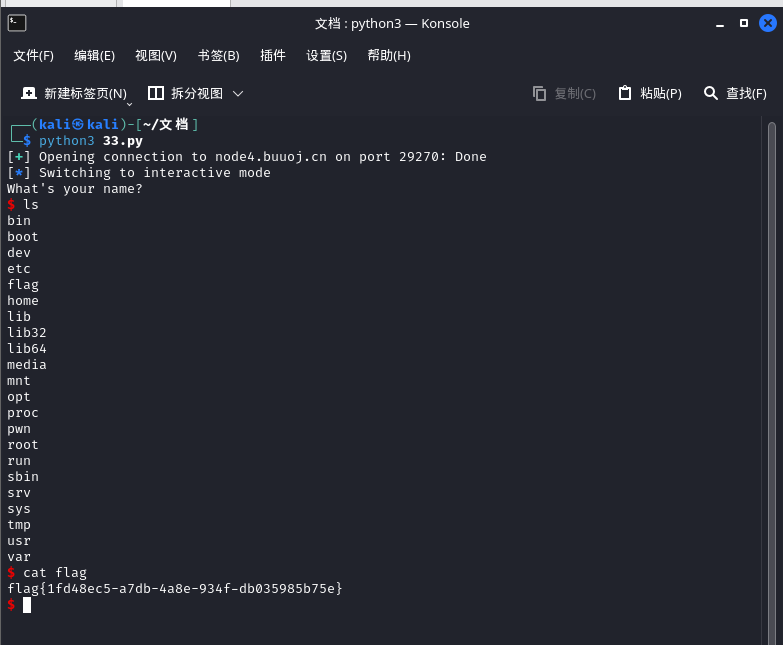 文档 : python3 — Konsole
文件(F) 编辑(E) 视图(V) 书签(B) 插件 设置(S) 帮助(H)
新建标签页(N) 拆分视图 复制(C) 粘贴(P) 查找(F)
┌──(kali㉿kali)-[~/文档]
└─$ python3 33.py
[+] Opening connection to node4.buuoj.cn on port 29270: Done
[*] Switching to interactive mode
What's your name?
$ ls
bin
boot
dev
etc
flag
home
lib
lib32
lib64
media
mnt
opt
proc
pwn
root
run
sbin
srv
sys
tmp
usr
var
$ cat flag
flag{1fd48ec5-a7db-4a8e-934f-db035985b75e}
$